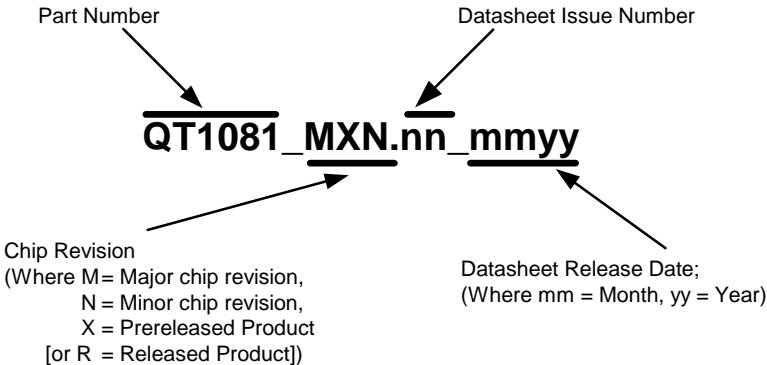 Part Number
Datasheet Issue Number
QT1081_MXN.nn_mmyy
Chip Revision
(Where M = Major chip revision,
N = Minor chip revision,
X = Prereleased Product
[or R = Released Product])
Datasheet Release Date;
(Where mm = Month, yy = Year)